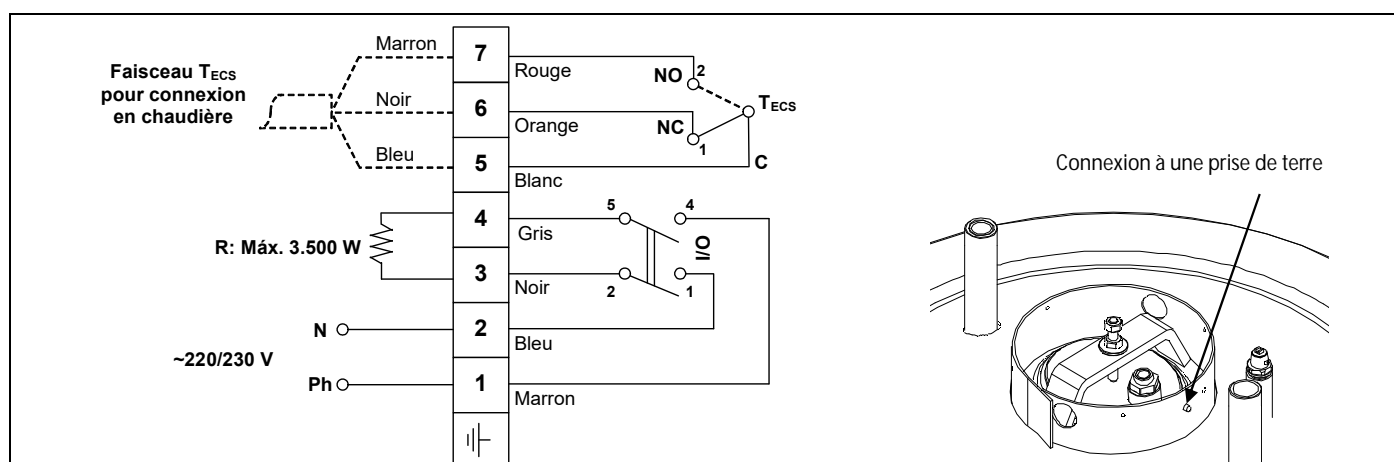 Faisceau TECS
pour connexion
en chaudière
Marron
Noir
Bleu
7
6
5
4
3
2
1
Rouge
Orange
Blanc
Gris
Noir
Bleu
Marron
NO
2
NC
1
TECS
C
5
4
2
1
I/O
R: Máx. 3.500 W
N
~220/230 V
Ph
Connexion à une prise de terre